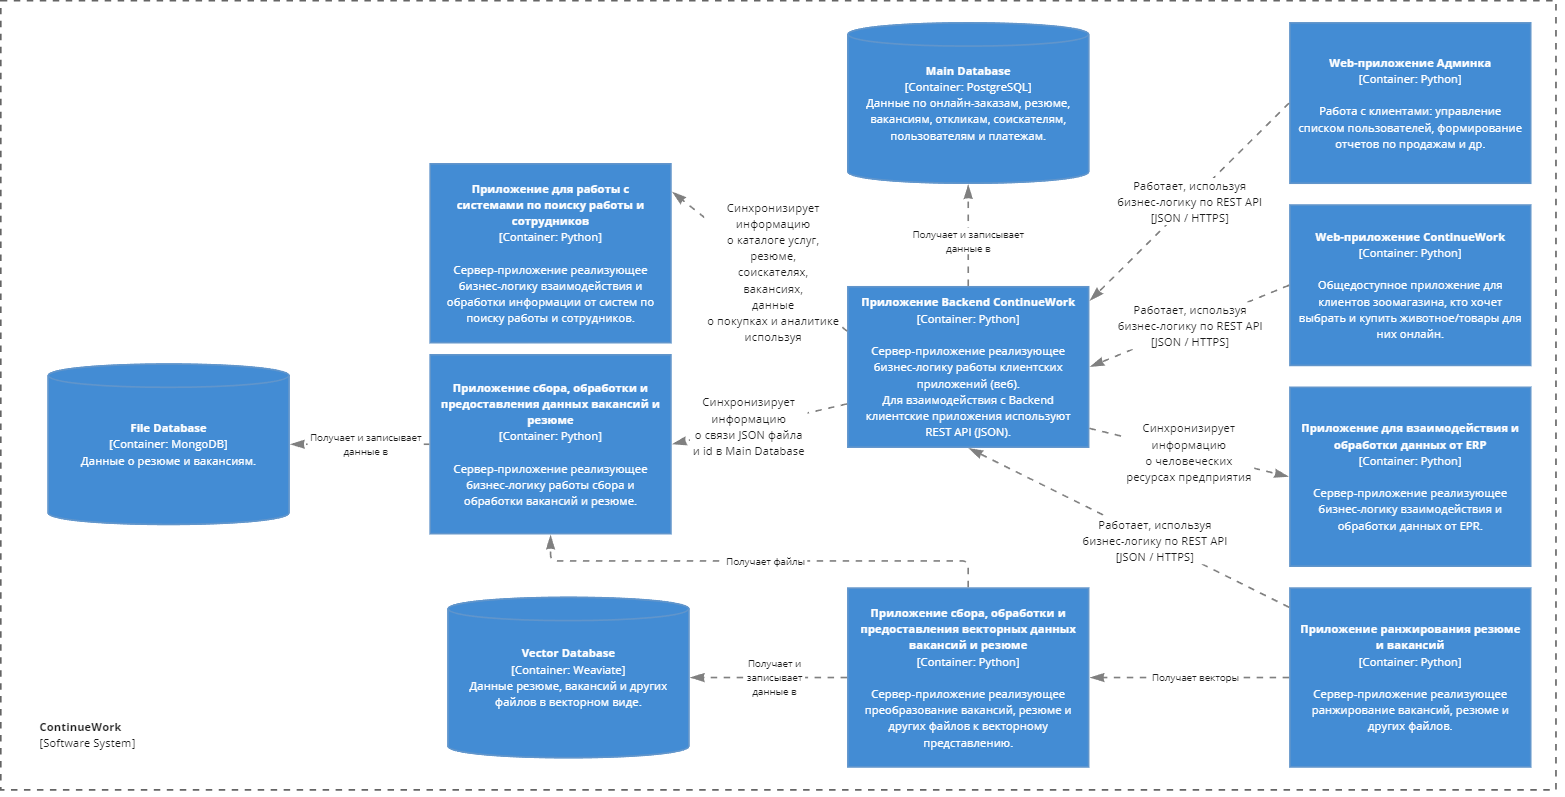 Main Database
[Container: PostgreSQL]
Данные по онлайн-заказам, резюме,
вакансиям, откликам, соискателям,
пользователям и платежам.
Web-приложение Админка
[Container: Python]
Работа с клиентами: управление
списком пользователей, формирование
отчетов по продажам и др.
Приложение для работы с
системами по поиску работы и
сотрудников
[Container: Python]
Сервер-приложение реализующее
бизнес-логику взаимодействия и
обработки информации от систем по
поиску работы и сотрудников.
Синхронизирует
информацию
о каталоге услуг,
резюме,
соискателях,
вакансиях,
данные
о покупках и аналитике
используя
Получает и записывает
данные в
Работает, используя
бизнес-логику по REST API
[JSON / HTTPS]
Web-приложение ContinueWork
[Container: Python]
Общедоступное приложение для
клиентов зоомагазина, кто хочет
выбрать и купить животное/товары для
них онлайн.
Приложение Backend ContinueWork
[Container: Python]
Сервер-приложение реализующее
бизнес-логику работы клиентских
приложений (веб).
Для взаимодействия с Backend
клиентские приложения используют
REST API (JSON).
Работает, используя
бизнес-логику по REST API
[JSON / HTTPS]
File Database
[Container: MongoDB]
Данные о резюме и вакансиям.
Получает и записывает
данные в
Приложение сбора, обработки и
предоставления данных вакансий и
резюме
[Container: Python]
Сервер-приложение реализующее
бизнес-логику работы сбора и
обработки вакансий и резюме.
Синхронизирует
информацию
о связи JSON файла
и id в Main Database
Синхронизирует
информацию
о человеческих
ресурсах предприятия
Приложение для взаимодействия и
обработки данных от ERP
[Container: Python]
Сервер-приложение реализующее
бизнес-логику взаимодействия и
обработки данных от EPR.
Работает, используя
бизнес-логику по REST API
[JSON / HTTPS]
Получает файлы
Vector Database
[Container: Weaviate]
Данные резюме, вакансий и других
файлов в векторном виде.
Получает и
записывает
данные в
Приложение сбора, обработки и
предоставления векторных данных
вакансий и резюме
[Container: Python]
Сервер-приложение реализующее
преобразование вакансий, резюме и
других файлов к векторному
представлению.
Получает векторы
Приложение ранжирования резюме
и вакансий
[Container: Python]
Сервер-приложение реализующее
ранжирование вакансий, резюме и
других файлов.
ContinueWork
[Software System]